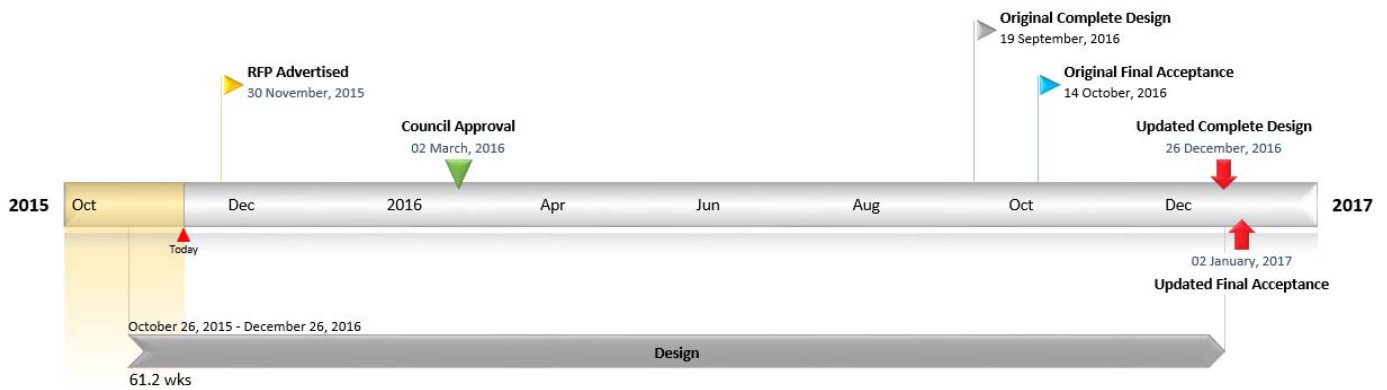 Original Complete Design
19 September, 2016
RFP Advertised
30 November, 2015
Original Final Acceptance
14 October, 2016
Council Approval
02 March, 2016
Updated Complete Design
26 December, 2016
2015 Oct Dec 2016 Apr Jun Aug Oct Dec 2017
Today
02 January, 2017
Updated Final Acceptance
October 26, 2015 - December 26, 2016
Design
61.2 wks